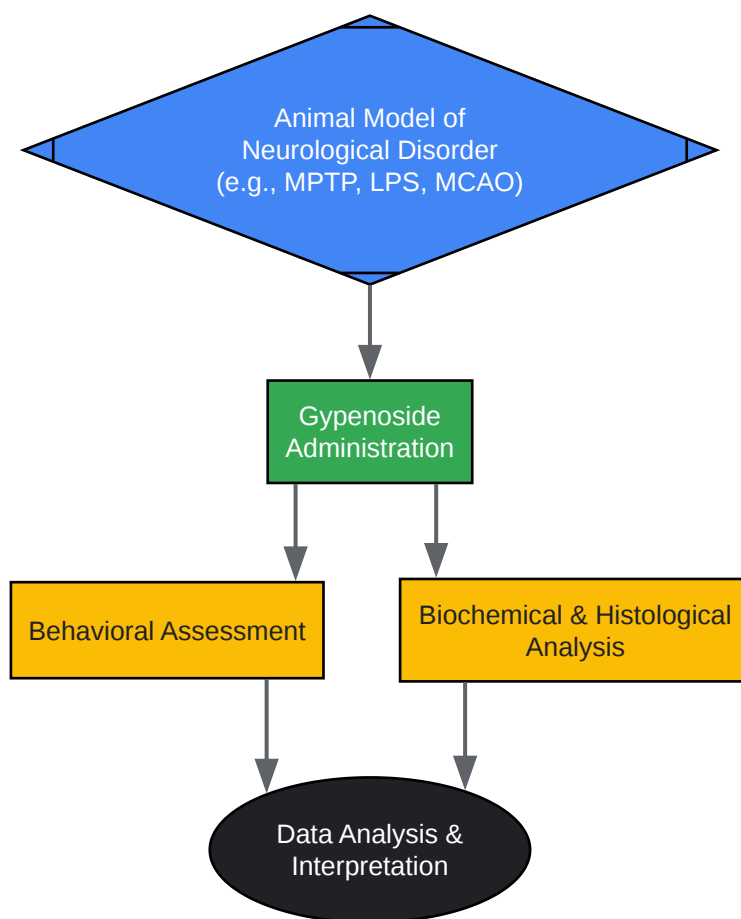 Animal Model of
Neurological Disorder
(e.g., MPTP, LPS, MCAO)
Gypenoside
Administration
Behavioral Assessment
Biochemical & Histological
Analysis
Data Analysis &
Interpretation